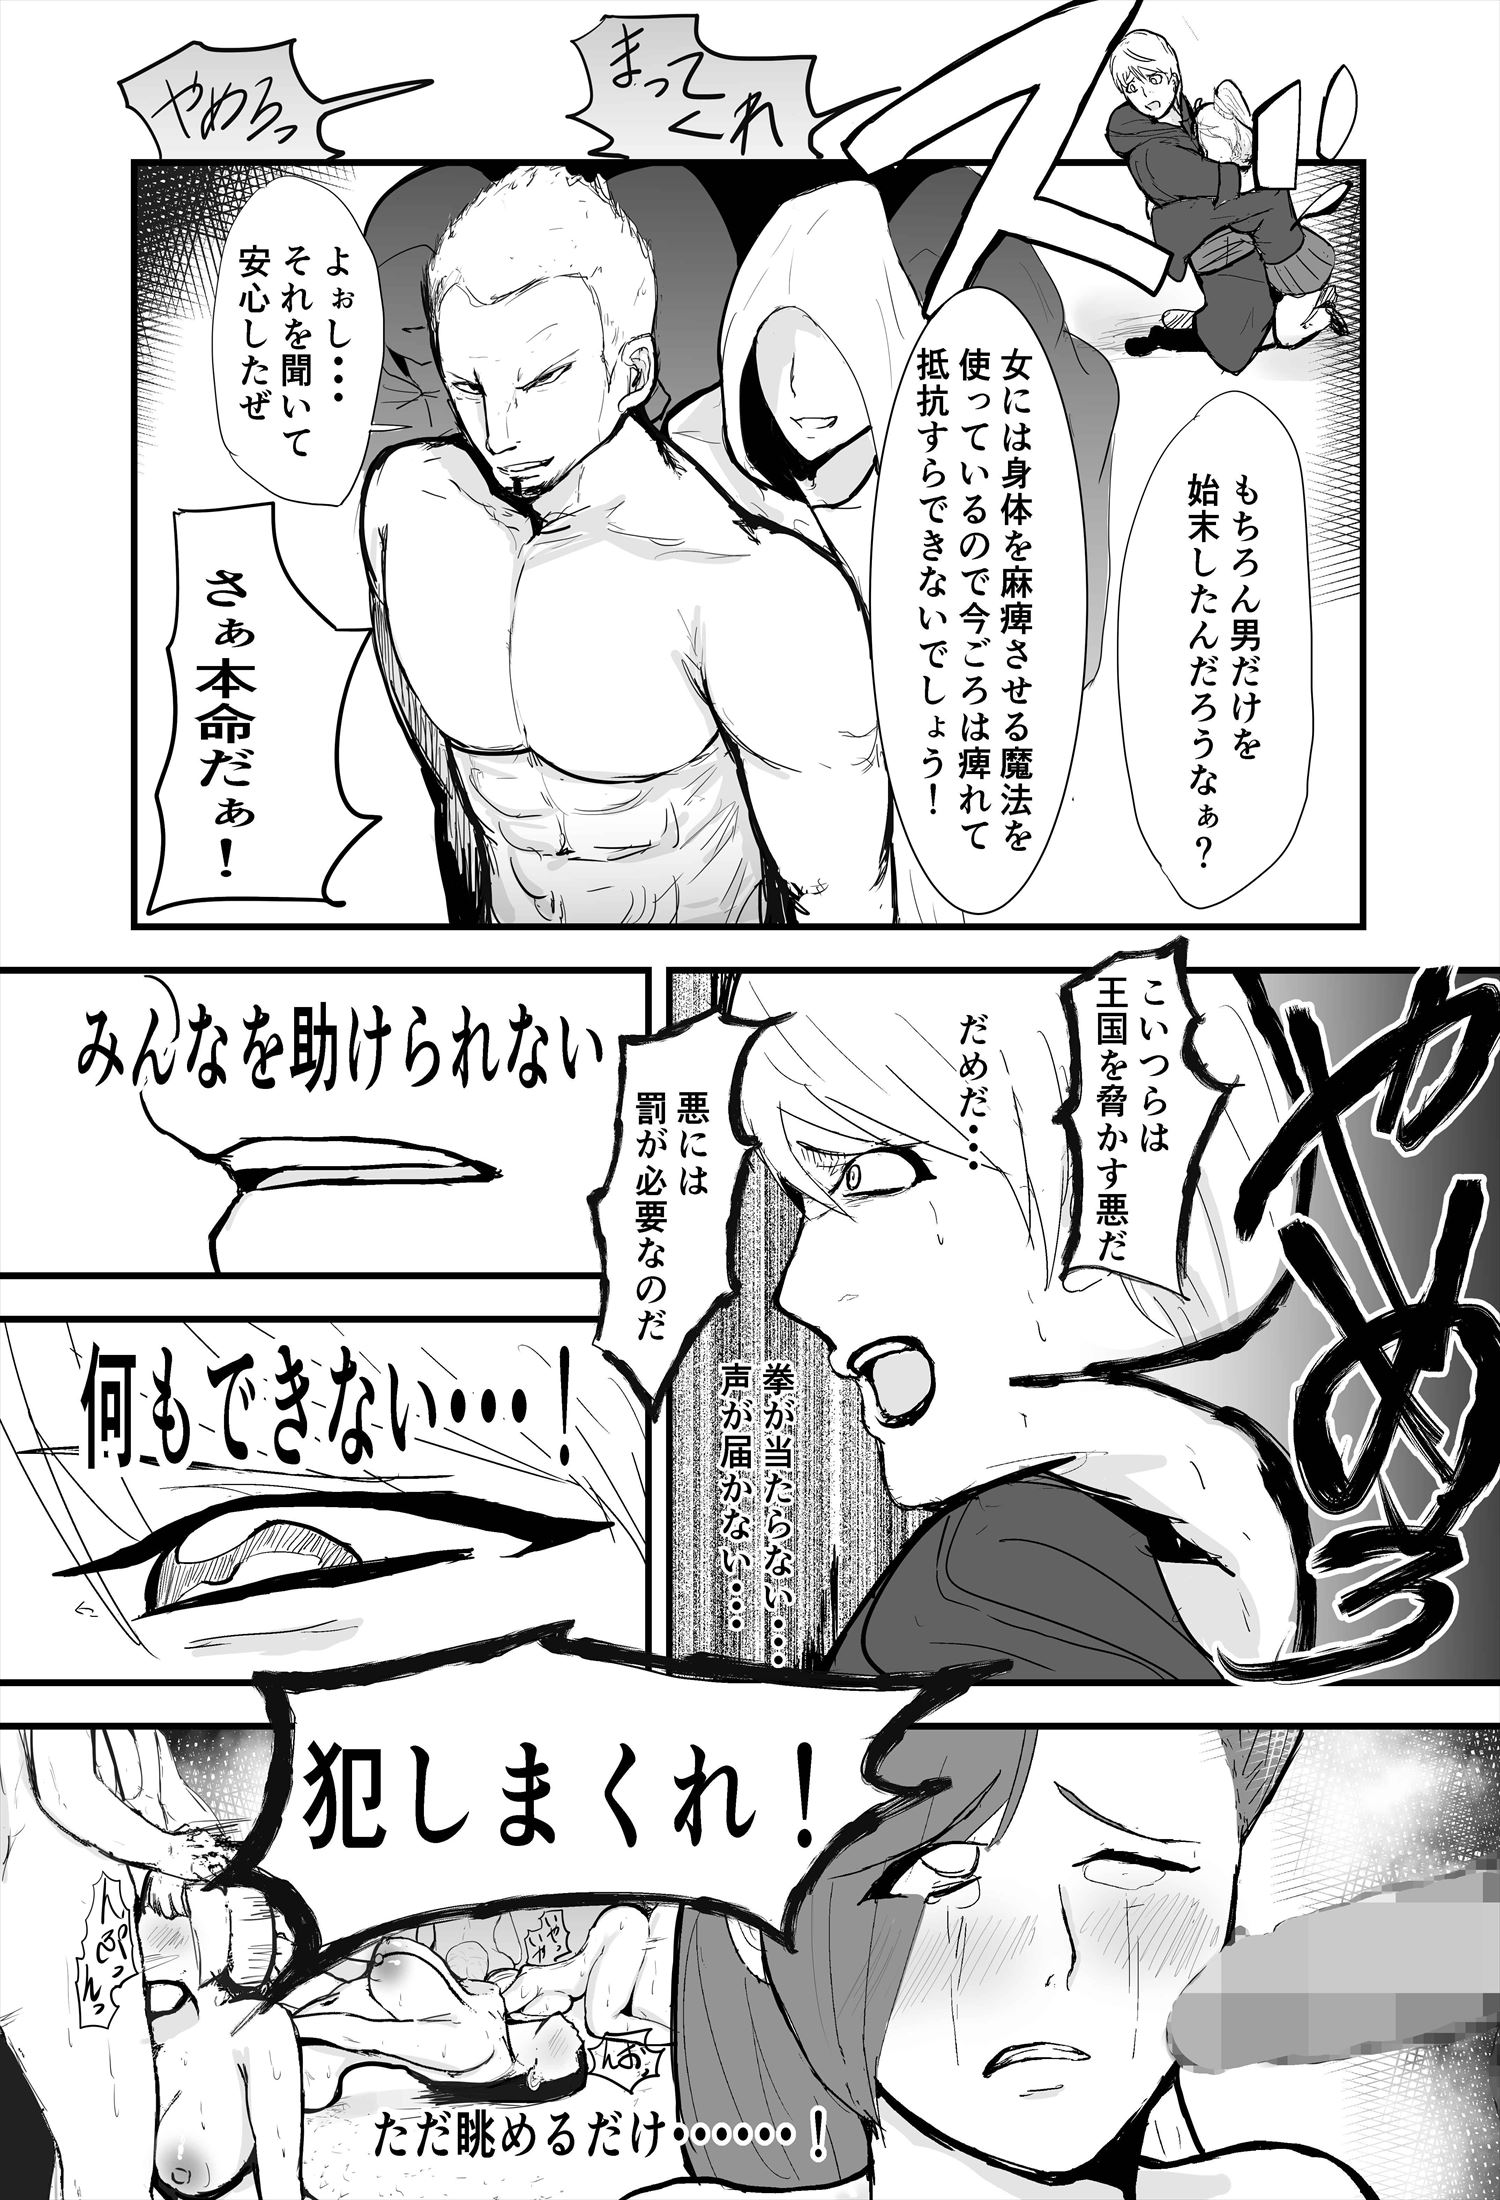 まって
くれ
やめろっ
もちろん男だけを
始末したんだろうなぁ？
女には身体を麻痺させる魔法を
使っているので今ごろは痺れて
抵抗すらできないでしょう！
よぉし・・・
それを聞いて
安心したぜ
さぁ本命だぁ！
やめろ
こいつらは
王国を脅かす悪だ
だめだ・・・
悪には
罰が必要なのだ
拳が当たらない・・・
声が届かない・・・
みんなを助けられない
何もできない・・・！
犯しまくれ！
いやっ
いや
ただ眺めるだけ・・・・・・！